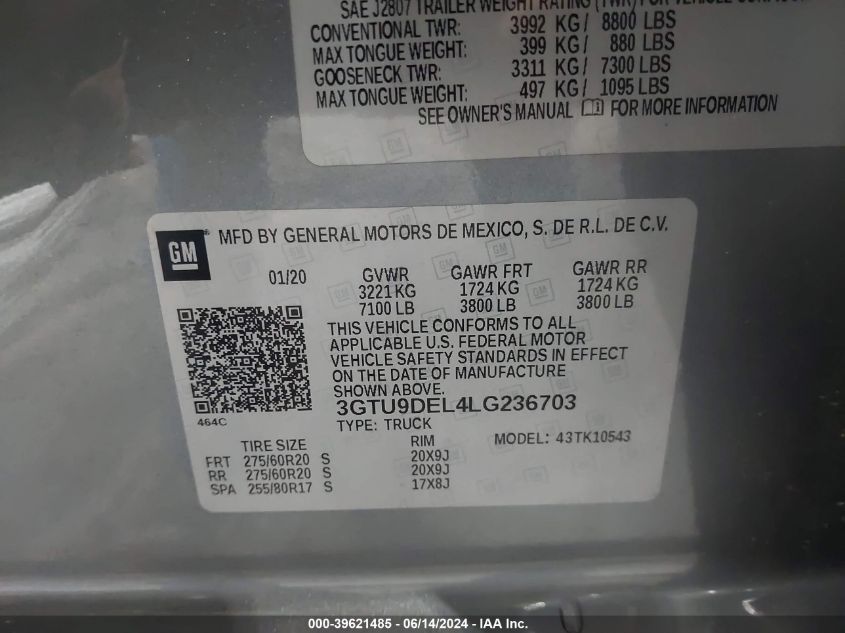 SAE J2807 TRAILER WEIGHT RATING (TWR) FOR VEHICLE
CONVENTIONAL TWR: 3992 KG / 8800 LBS
MAX TONGUE WEIGHT: 399 KG / 880 LBS
GOOSENECK TWR: 3311 KG / 7300 LBS
MAX TONGUE WEIGHT: 497 KG / 1095 LBS
SEE OWNER'S MANUAL FOR MORE INFORMATION
GM MFD BY GENERAL MOTORS DE MEXICO, S. DE R.L. DE C.V.
01/20 GVWR GAWR FRT GAWR RR
3221 KG 1724 KG 1724 KG
7100 LB 3800 LB 3800 LB
THIS VEHICLE CONFORMS TO ALL
APPLICABLE U.S. FEDERAL MOTOR
VEHICLE SAFETY STANDARDS IN EFFECT
ON THE DATE OF MANUFACTURE
SHOWN ABOVE.
3GTU9DEL4LG236703
464C
TYPE: TRUCK
TIRE SIZE RIM MODEL: 43TK10543
FRT 275/60R20 S 20X9J
RR 275/60R20 S 20X9J
SPA 255/80R17 S 17X8J
000-39621485 - 06/14/2024 - IAA Inc.